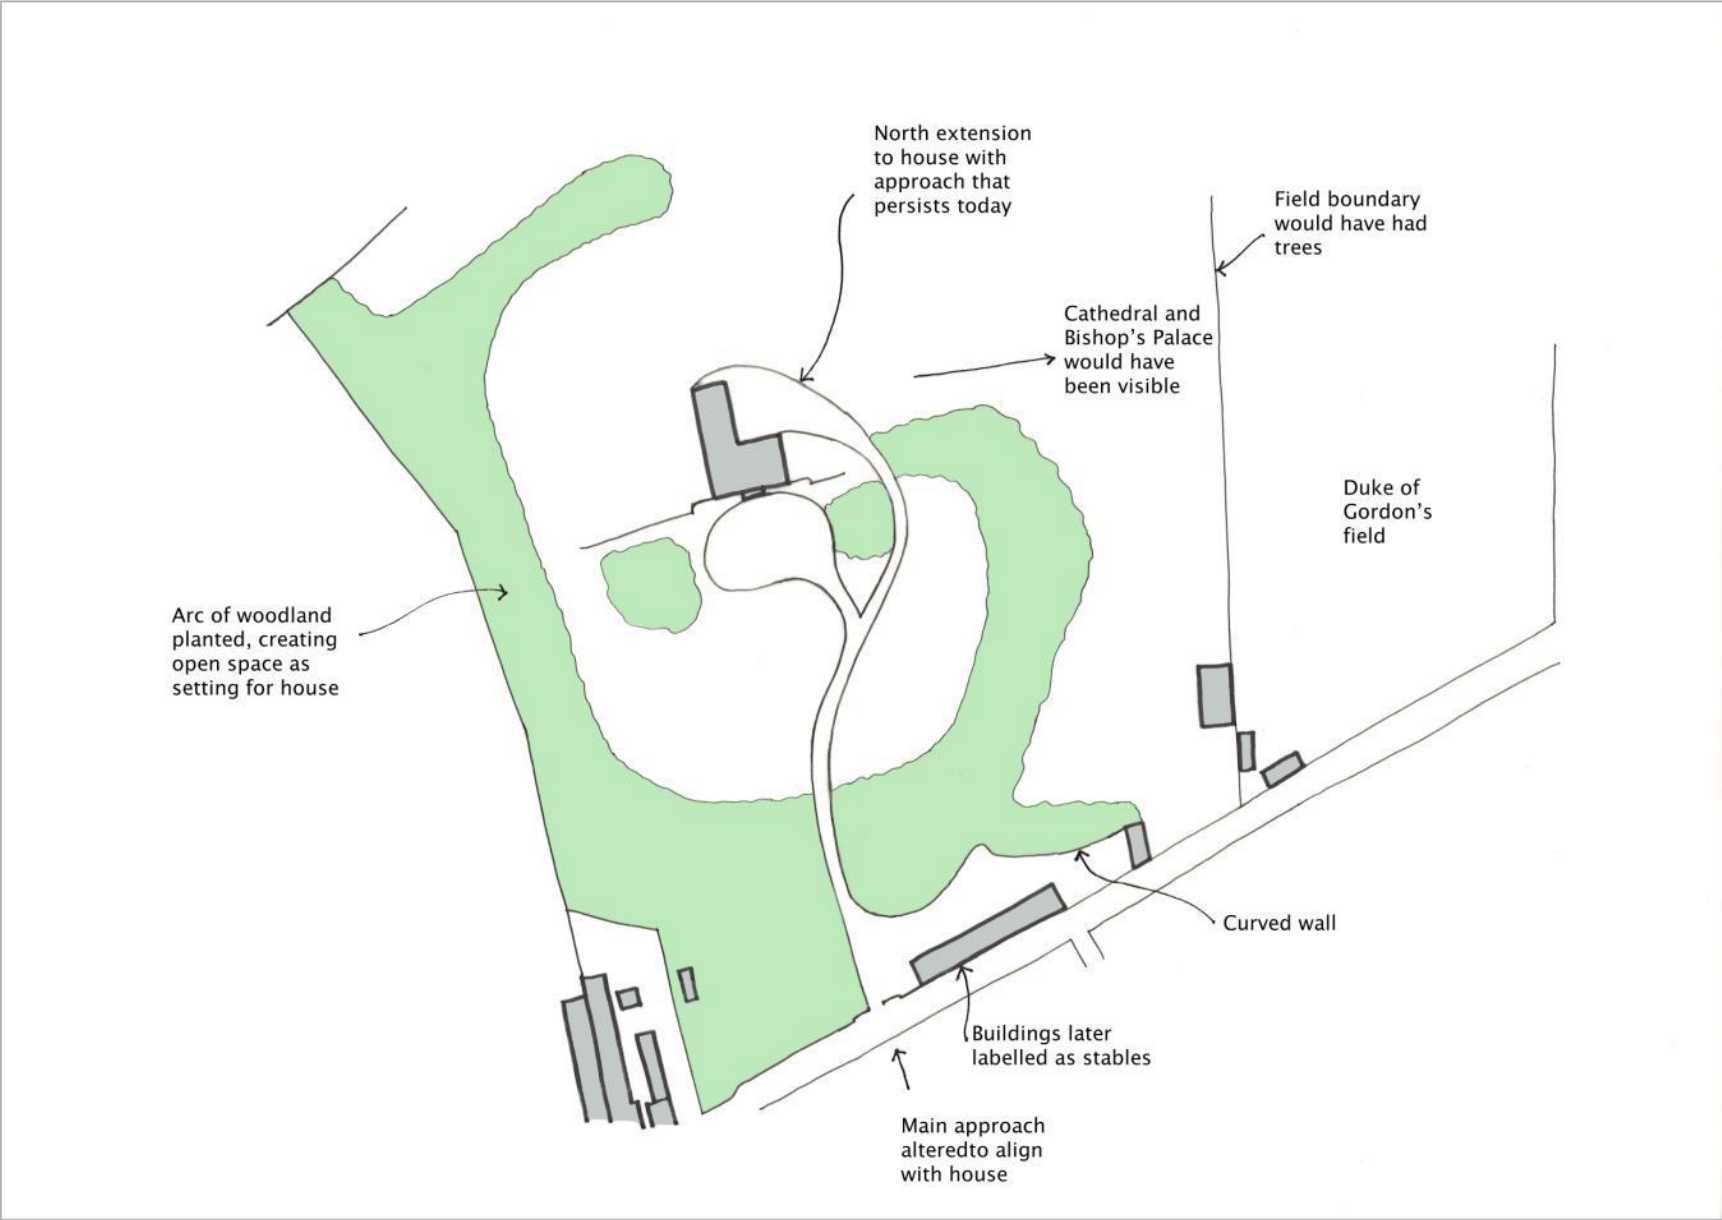 North extension
to house with
approach that
persists today
Field boundary
would have had
trees
Cathedral and
Bishop's Palace
would have
been visible
Duke of
Gordon's
field
Arc of woodland
planted, creating
open space as
setting for house
Curved wall
Buildings later
labelled as stables
Main approach
alteredto align
with house